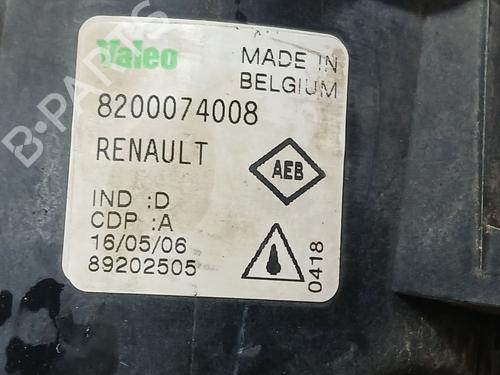 Valeo
MADE IN
BELGIUM
8200074008
RENAULT
AEB
IND :D
CDP :A
16/05/06
89202505
0418
B-PARTS